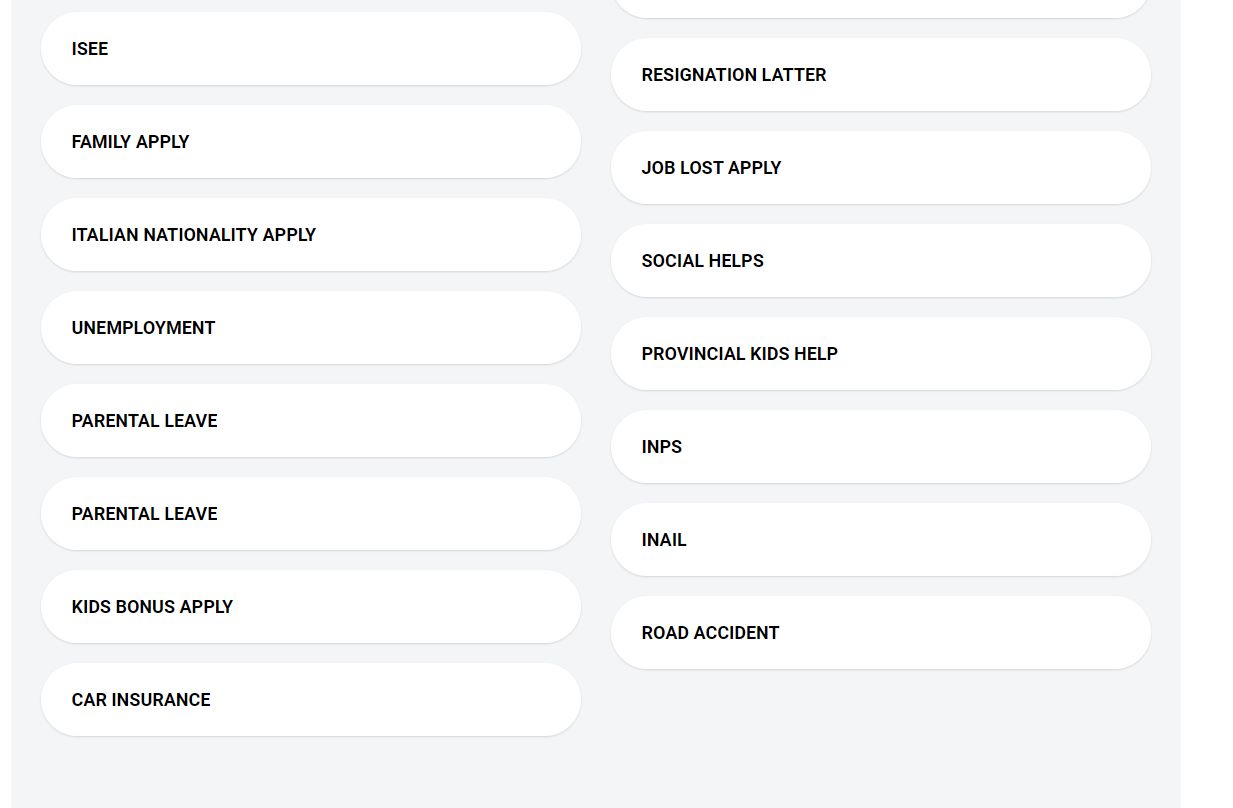 ISEE
FAMILY APPLY
ITALIAN NATIONALITY APPLY
UNEMPLOYMENT
PARENTAL LEAVE
PARENTAL LEAVE
KIDS BONUS APPLY
CAR INSURANCE
RESIGNATION LATTER
JOB LOST APPLY
SOCIAL HELPS
PROVINCIAL KIDS HELP
INPS
INAIL
ROAD ACCIDENT